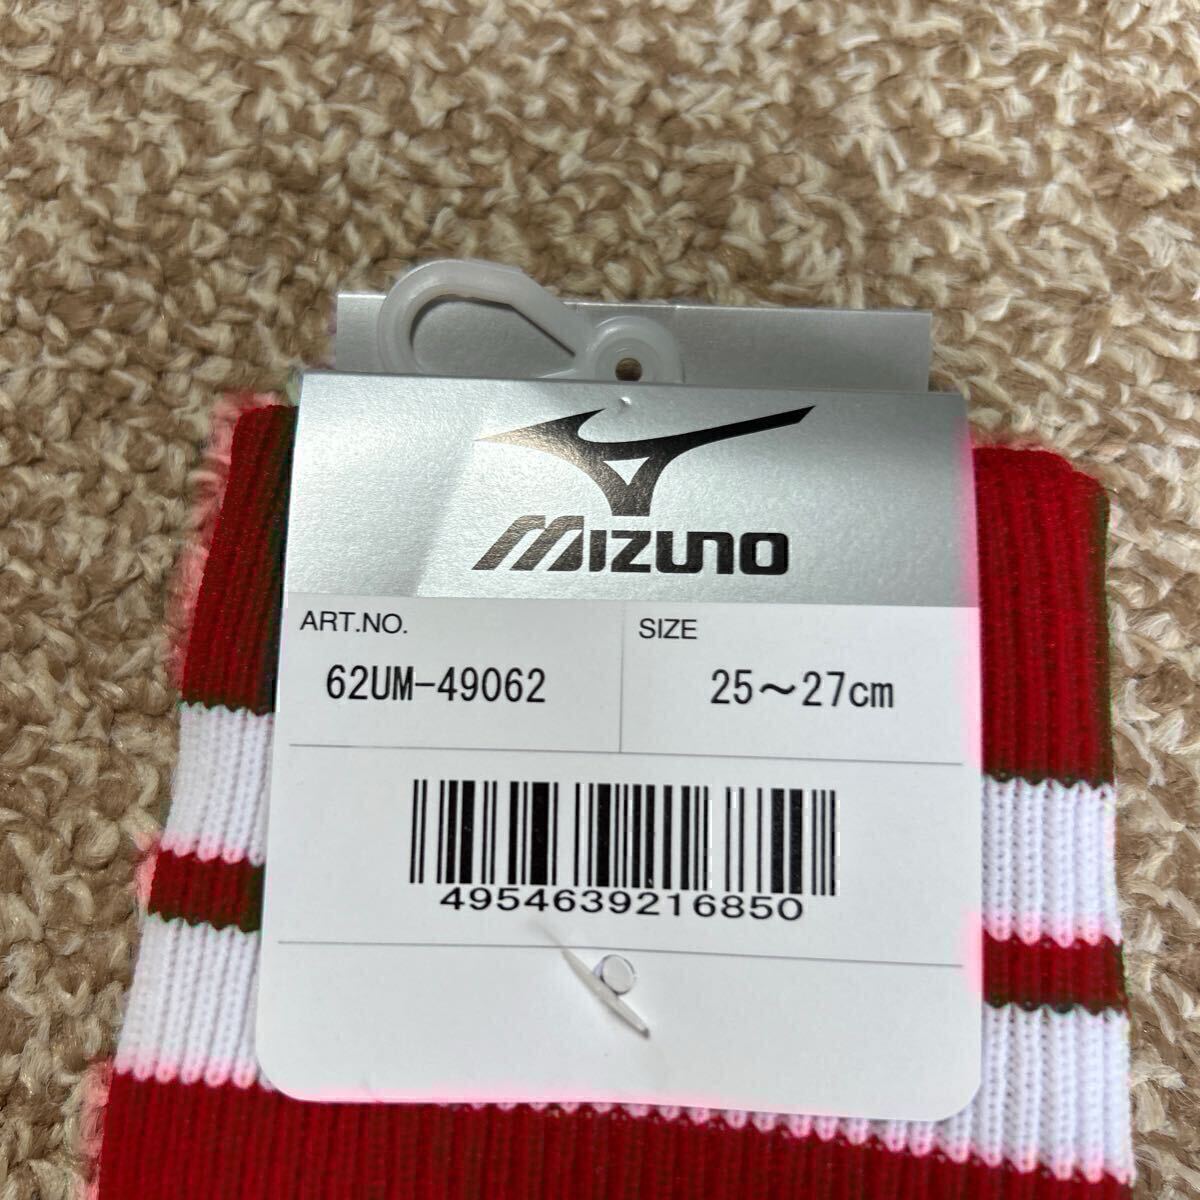 MIZUNO
ART.NO.
SIZE
62UM-49062
25～27cm
4954639216850